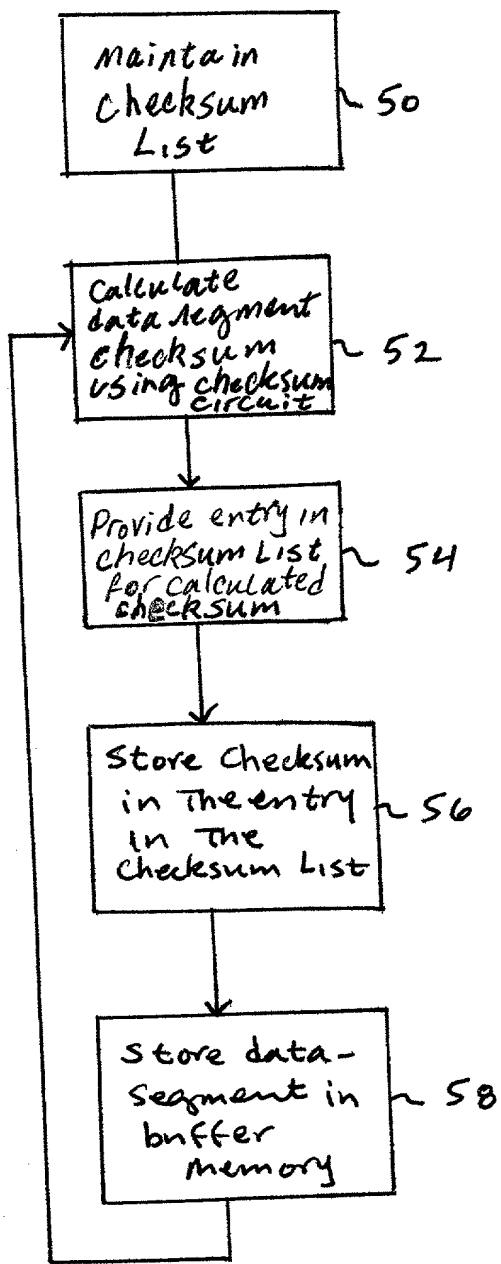 Maintain
Checksum
List
50
Calculate
data segment
checksum
using checksum
circuit
52
Provide entry in
checksum List
for calculated
checksum
54
Store Checksum
in The entry
in The
Checksum List
56
Store data-
Segment in
buffer
Memory
58